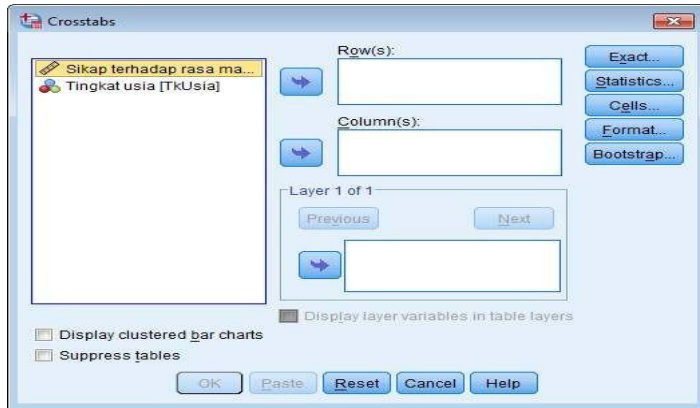 Crosstabs
Sikap terhadap rasa ma...
Tingkat usia [TkUsia]
Row(s):
Column(s):
Layer 1 of 1
Previous
Next
Display layer variables in table layers
Exact...
Statistics...
Cells...
Format...
Bootstrap...
Display clustered bar charts
Suppress tables
OK
Paste
Reset
Cancel
Help